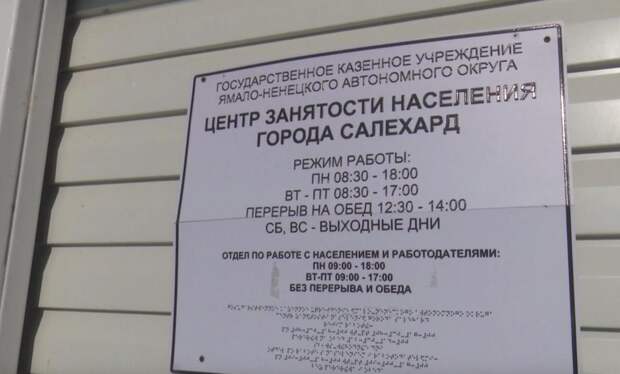 ГОСУДАРСТВЕННОЕ КАЗЕННОЕ УЧРЕЖДЕНИЕ
ЯМАЛО-НЕНЕЦКОГО АВТОНОМНОГО ОКРУГА
ЦЕНТР ЗАНЯТОСТИ НАСЕЛЕНИЯ
ГОРОДА САЛЕХАРД
РЕЖИМ РАБОТЫ:
ПН 08:30 - 18:00
ВТ - ПТ 08:30 - 17:00
ПЕРЕРЫВ НА ОБЕД 12:30 - 14:00
СБ, ВС - ВЫХОДНЫЕ ДНИ
ОТДЕЛ ПО РАБОТЕ С НАСЕЛЕНИЕМ И РАБОТОДАТЕЛЯМИ:
ПН 09:00 - 18:00
ВТ-ПТ 09:00 - 17:00
БЕЗ ПЕРЕРЫВА И ОБЕДА